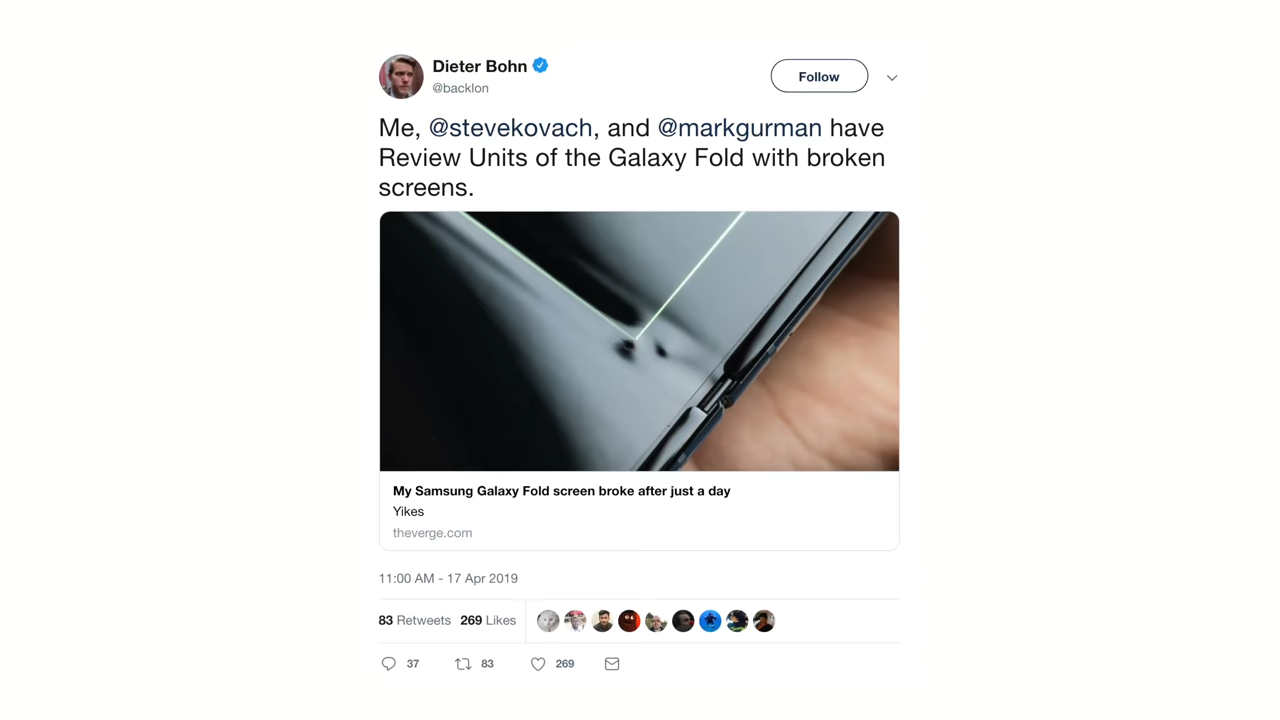 Dieter Bohn
@backlon
Follow
Me, @stevekovach, and @markgurman have
Review Units of the Galaxy Fold with broken
screens.
My Samsung Galaxy Fold screen broke after just a day
Yikes
theverge.com
11:00 AM - 17 Apr 2019
83 Retweets 269 Likes
37 83 269